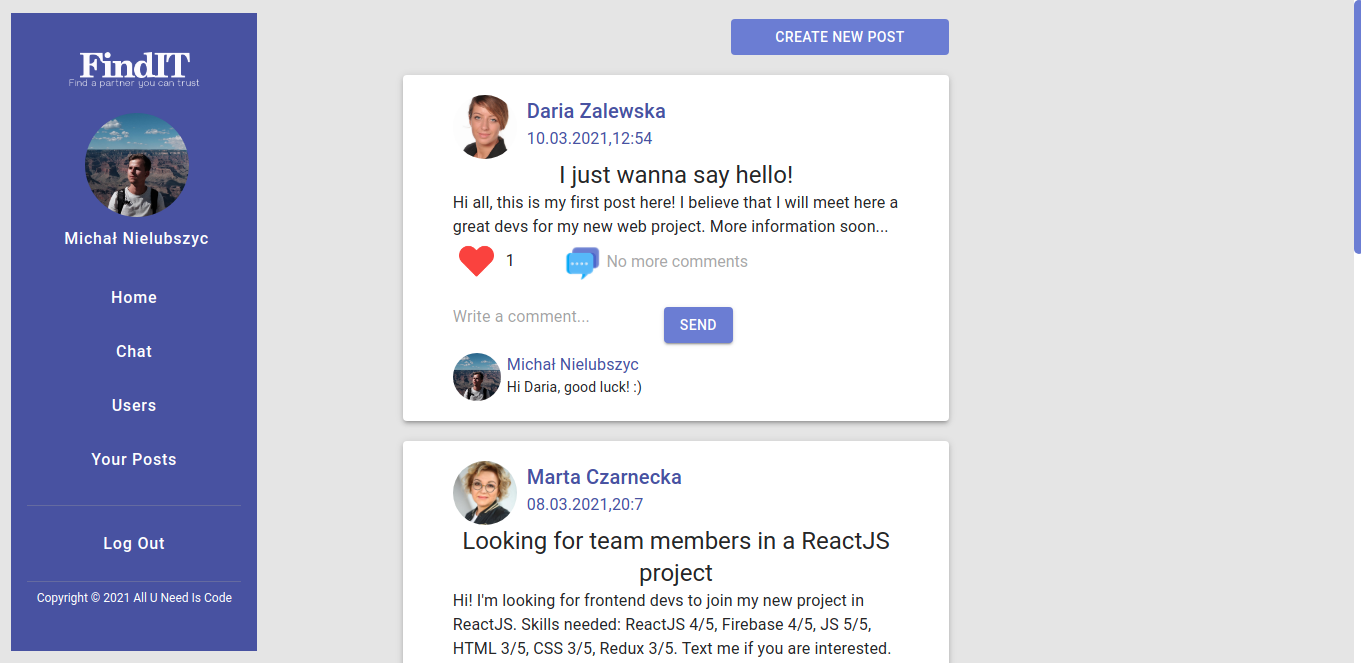 FindIT
Find a partner you can trust
Michał Nielubszyc
Home
Chat
Users
Your Posts
Log Out
Copyright © 2021 All U Need Is Code
CREATE NEW POST
Daria Zalewska
10.03.2021,12:54
I just wanna say hello!
Hi all, this is my first post here! I believe that I will meet here a
great devs for my new web project. More information soon...
1
No more comments
Write a comment...
SEND
Michał Nielubszyc
Hi Daria, good luck! :)
Marta Czarnecka
08.03.2021,20:7
Looking for team members in a ReactJS
project
Hi! I'm looking for frontend devs to join my new project in
ReactJS. Skills needed: ReactJS 4/5, Firebase 4/5, JS 5/5,
HTML 3/5, CSS 3/5, Redux 3/5. Text me if you are interested.